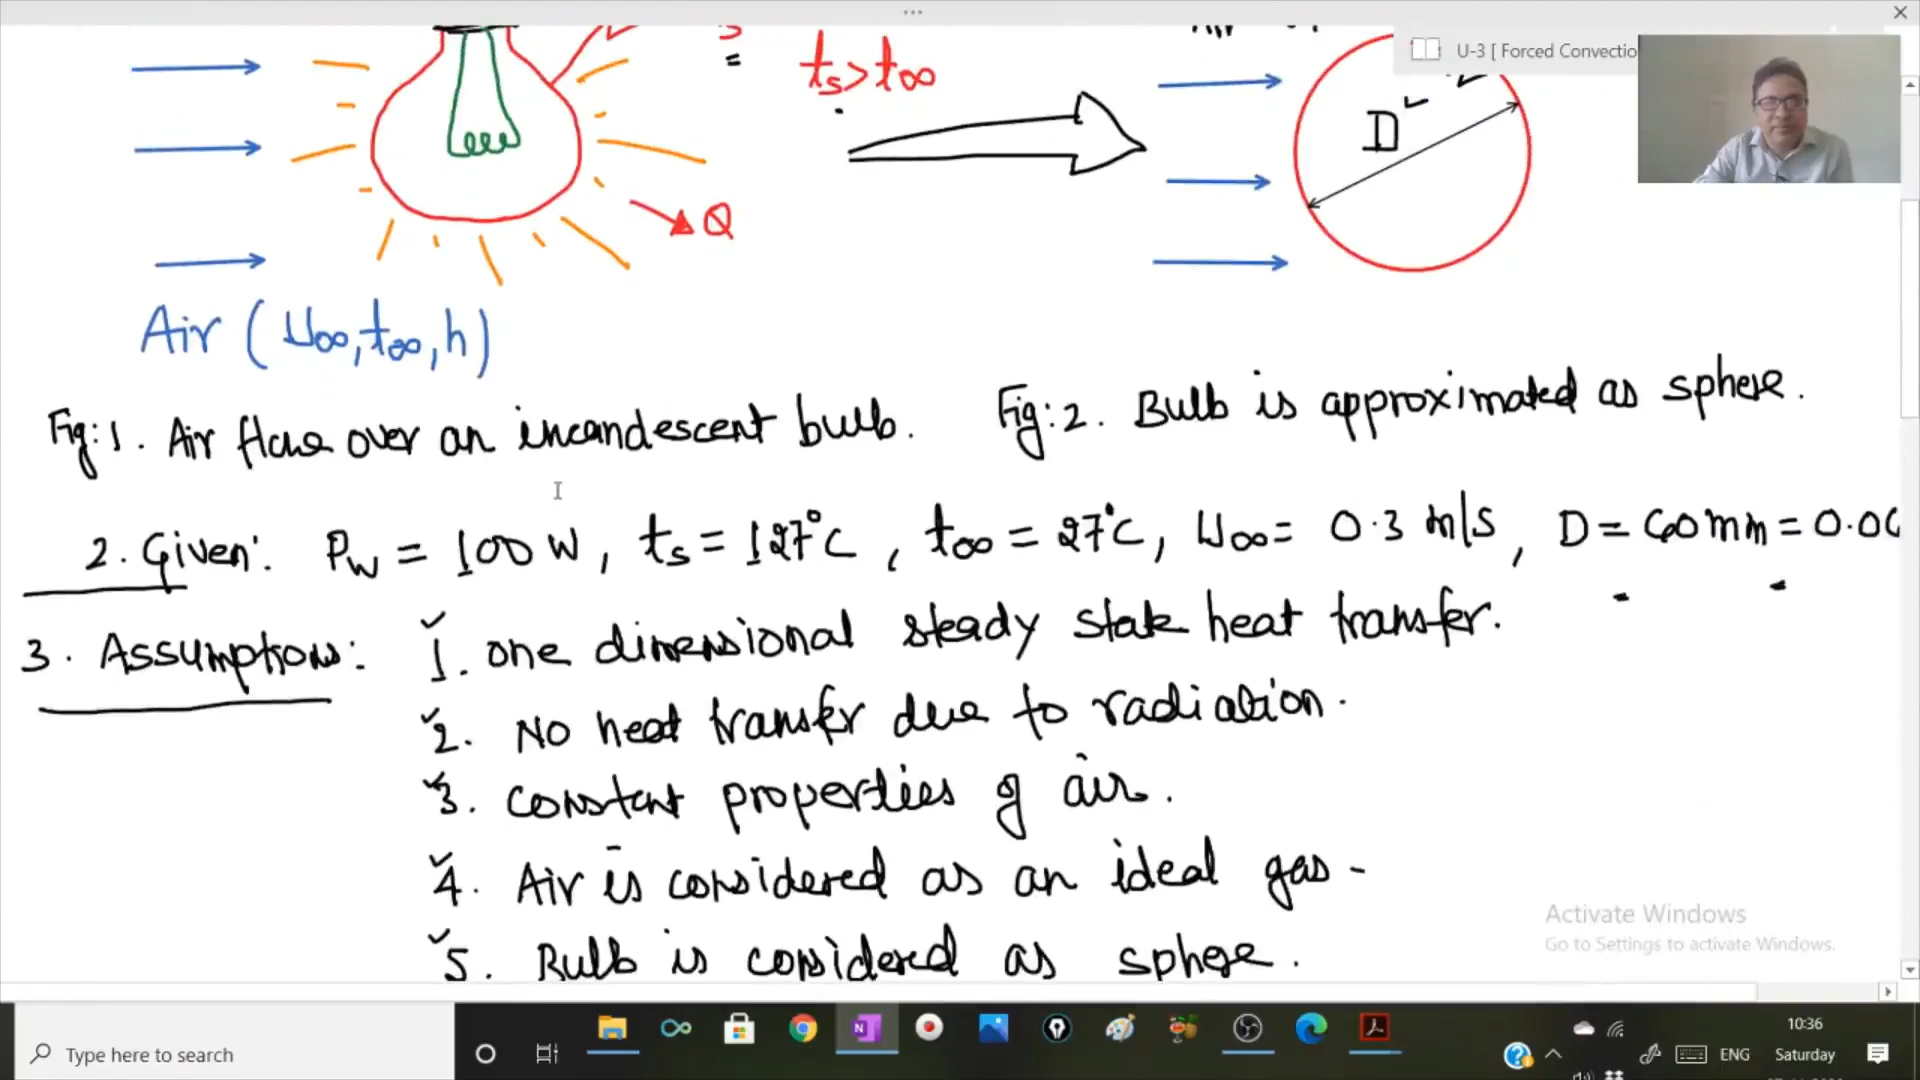 U-3 [ Forced Convectio
ts>t∞
D
Q
Air (U∞,t∞,h)
Fig:1. Air flow over an incandescent bulb.
Fig:2. Bulb is approximated as sphere.
2. Given: Pw = 100 W, ts = 127°C, t∞ = 27°C, U∞ = 0.3 m/s, D = 60mm = 0.06
3. Assumptions: 1. one dimensional steady state heat transfer.
2. No heat transfer due to radiation.
3. constant properties of air.
4. Air is considered as an ideal gas.
5. Bulb is considered as sphere.
Activate Windows
Go to Settings to activate Windows.
Type here to search
ENG
10:36
Saturday